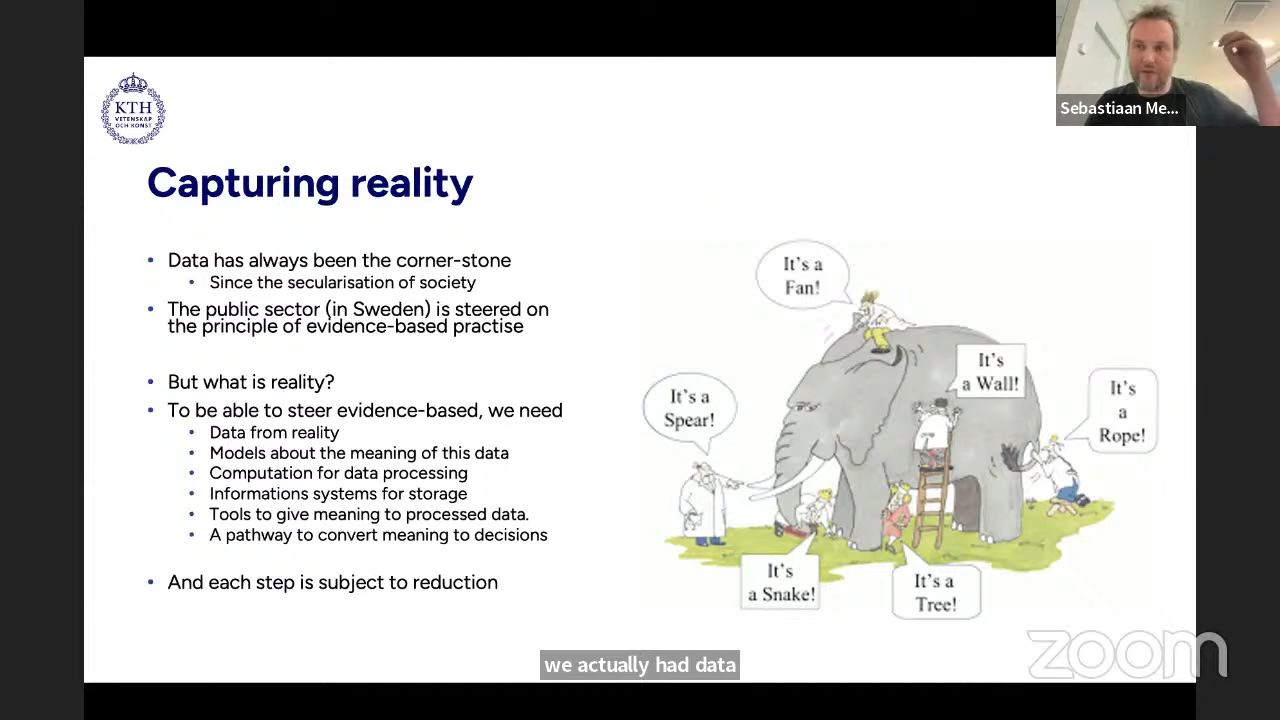 Sebastiaan Me...
KTH
VETENSKAP
OCH KONST
Capturing reality
Data has always been the corner-stone
Since the secularisation of society
The public sector (in Sweden) is steered on
the principle of evidence-based practise
But what is reality?
To be able to steer evidence-based, we need
Data from reality
Models about the meaning of this data
Computation for data processing
Informations systems for storage
Tools to give meaning to processed data.
A pathway to convert meaning to decisions
And each step is subject to reduction
It's a
Fan!
It's
a Wall!
It's a
Spear!
It's
a
Rope!
It's
a Snake!
It's a
Tree!
we actually had data
zoom